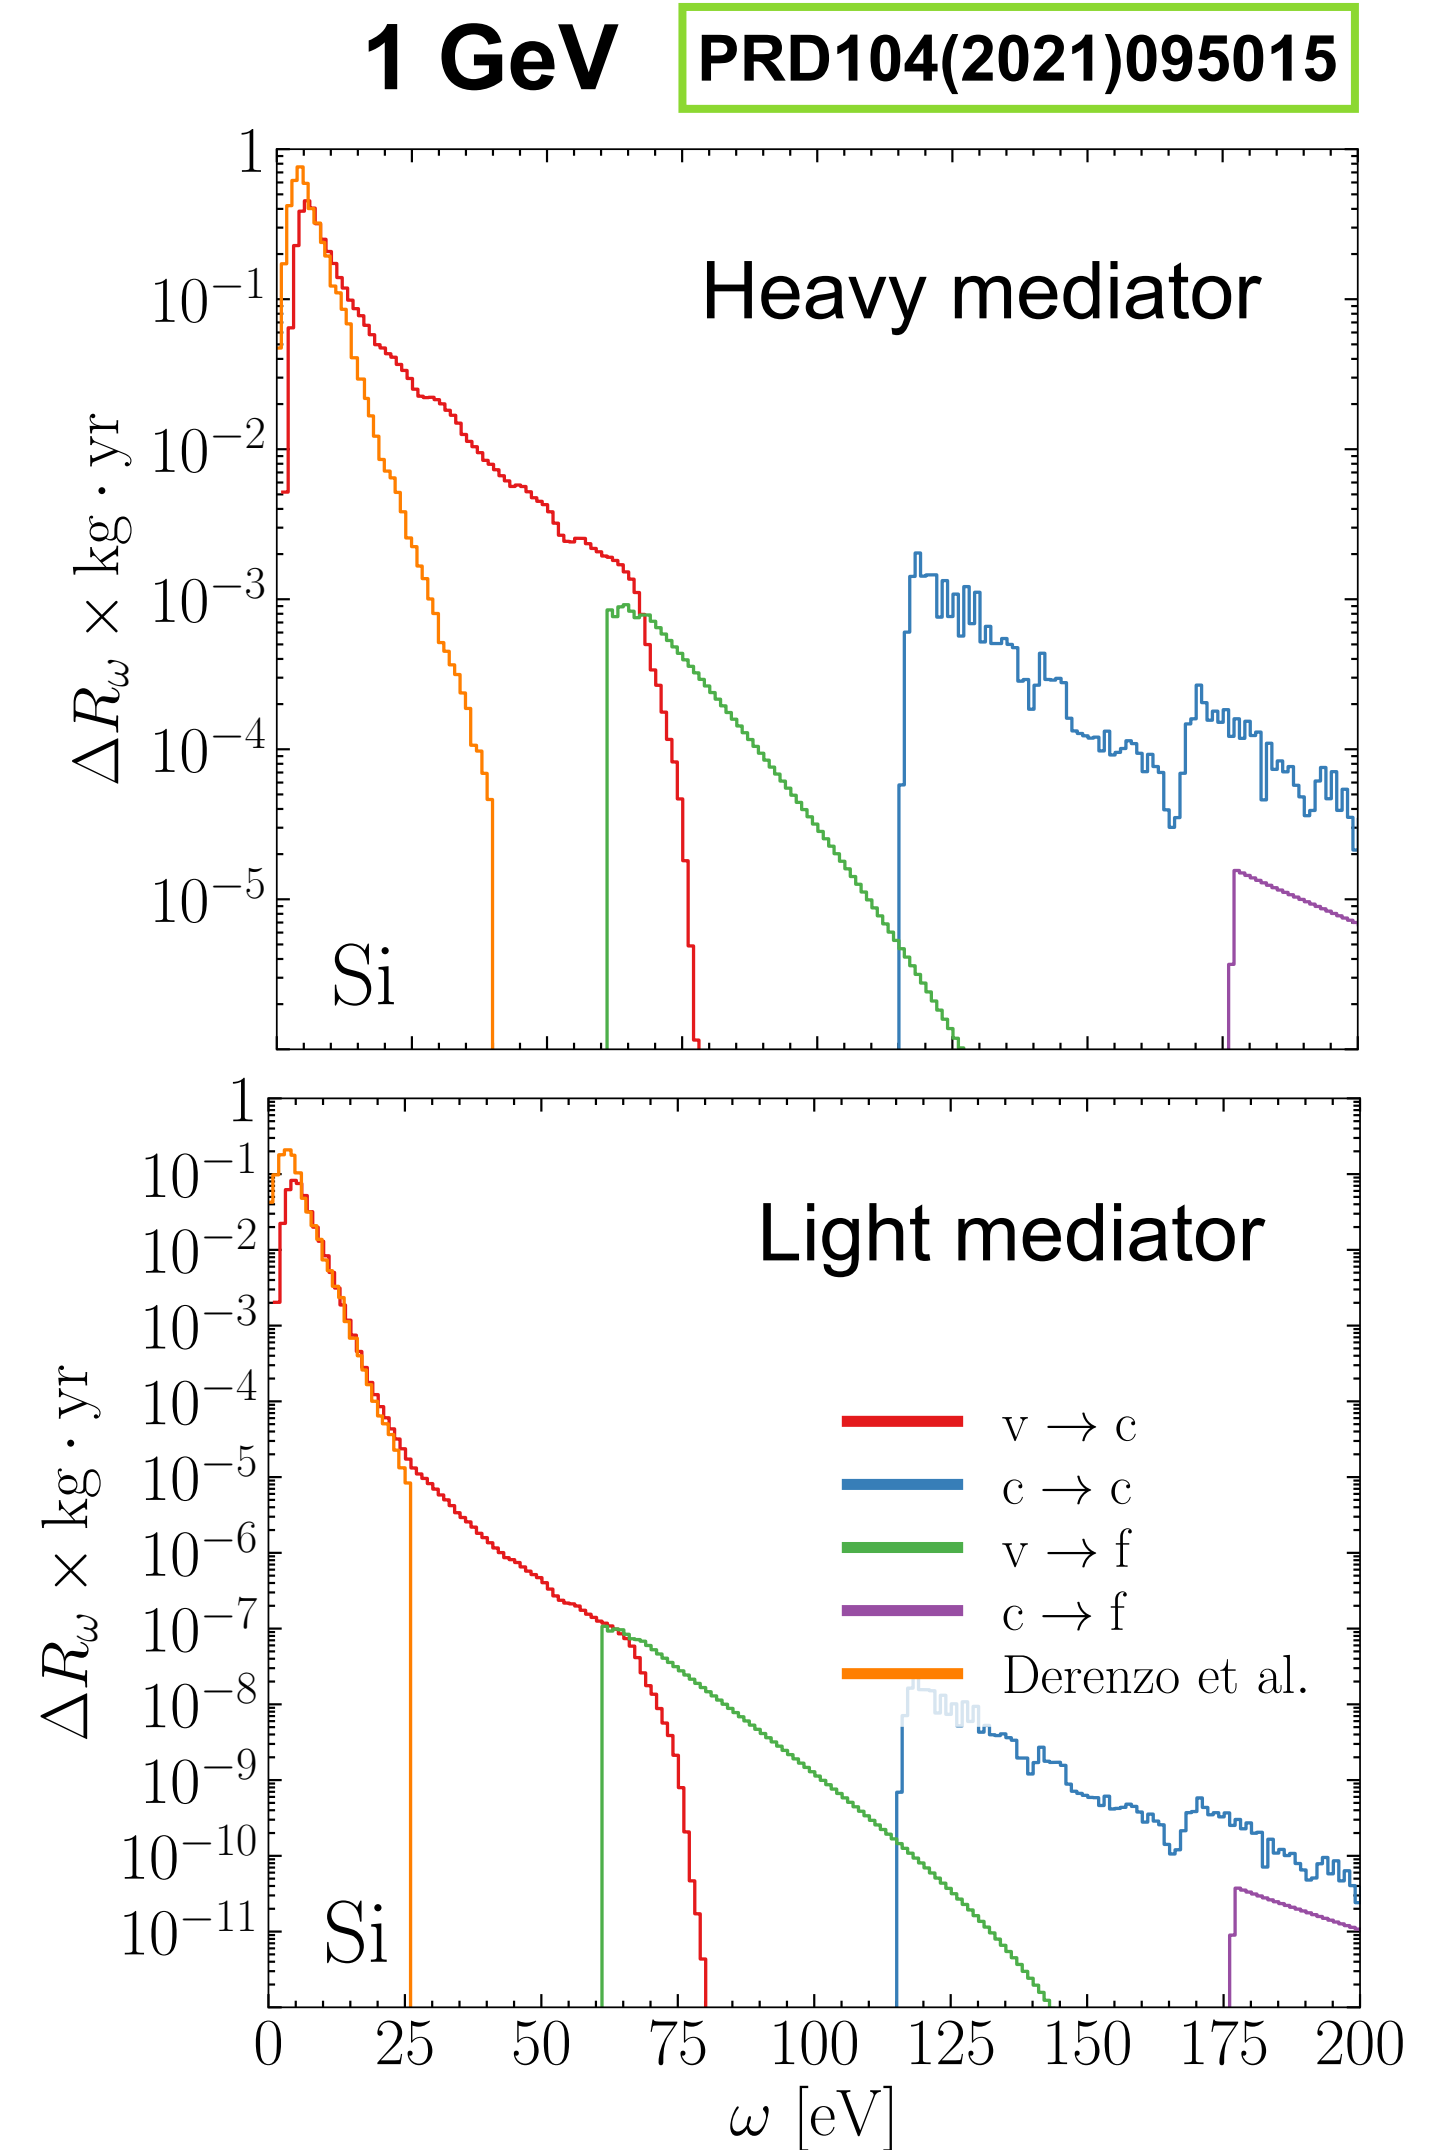 1 GeV PRD104(2021)095015
1
10⁻¹
10⁻²
10⁻³
10⁻⁴
10⁻⁵
ΔR_ω × kg · yr
Heavy mediator
Si
1
10⁻¹
10⁻²
10⁻³
10⁻⁴
10⁻⁵
10⁻⁶
10⁻⁷
10⁻⁸
10⁻⁹
10⁻¹⁰
10⁻¹¹
ΔR_ω × kg · yr
Light mediator
v → c
c → c
v → f
c → f
Derenzo et al.
Si
0 25 50 75 100 125 150 175 200
ω [eV]